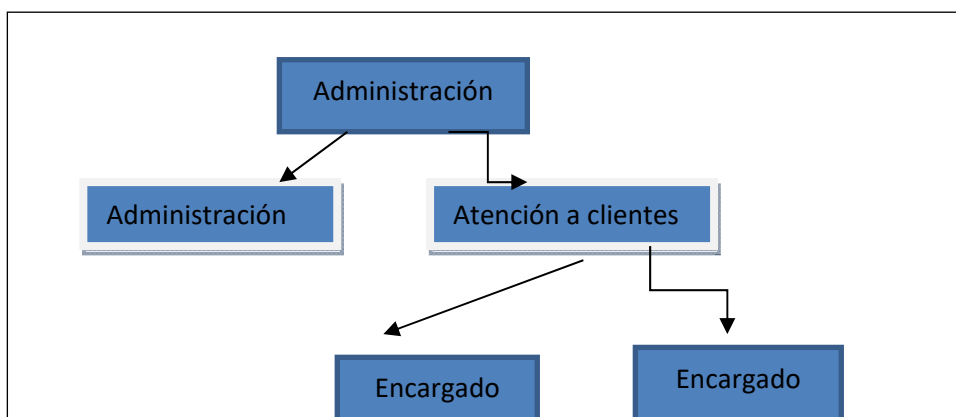 Administración
Administración
Atención a clientes
Encargado
Encargado